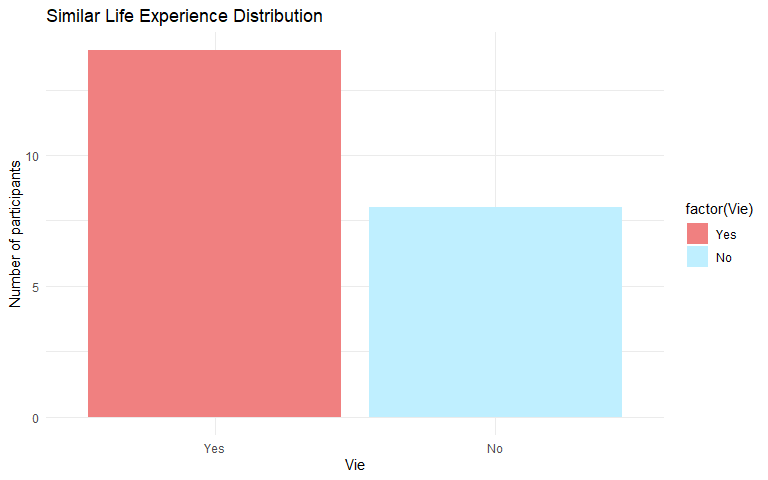 Similar Life Experience Distribution
Number of participants
10
5
0
Yes
No
Vie
factor(Vie)
Yes
No